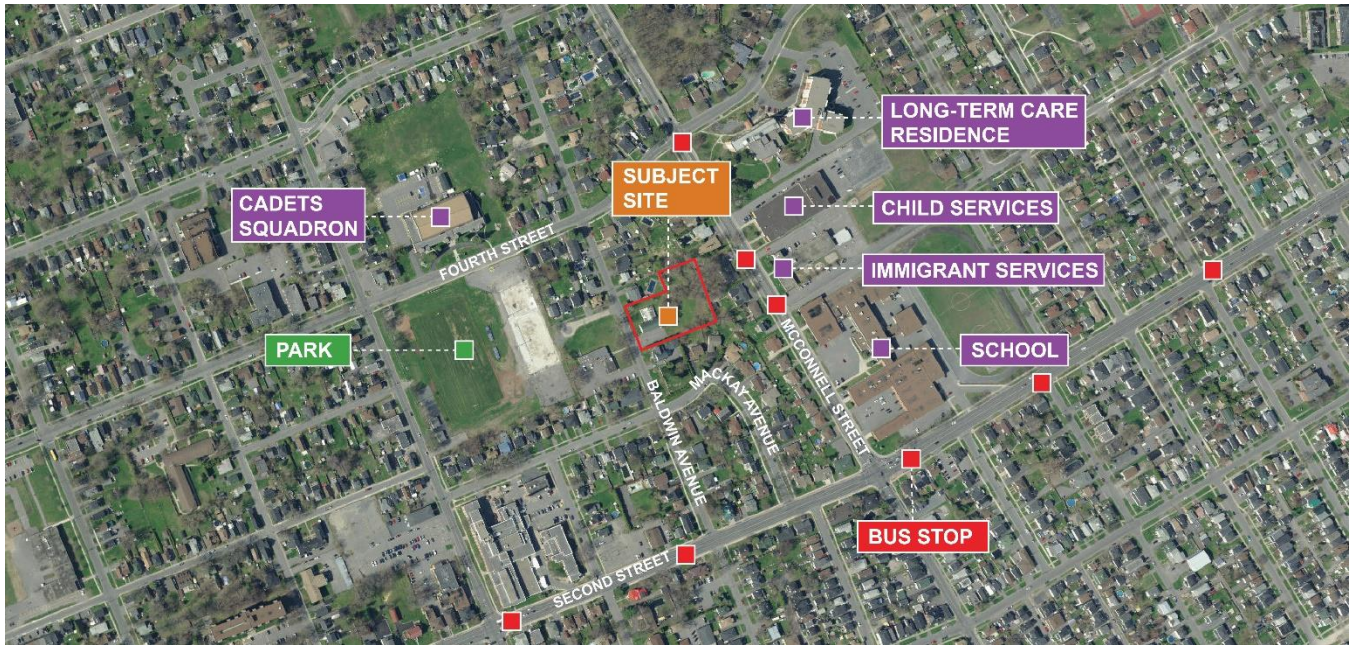 LONG-TERM CARE
RESIDENCE
SUBJECT
SITE
CADETS
SQUADRON
CHILD SERVICES
FOURTH STREET
IMMIGRANT SERVICES
PARK
SCHOOL
MCCONNELL STREET
MACKAY AVENUE
BALDWIN AVENUE
BUS STOP
SECOND STREET